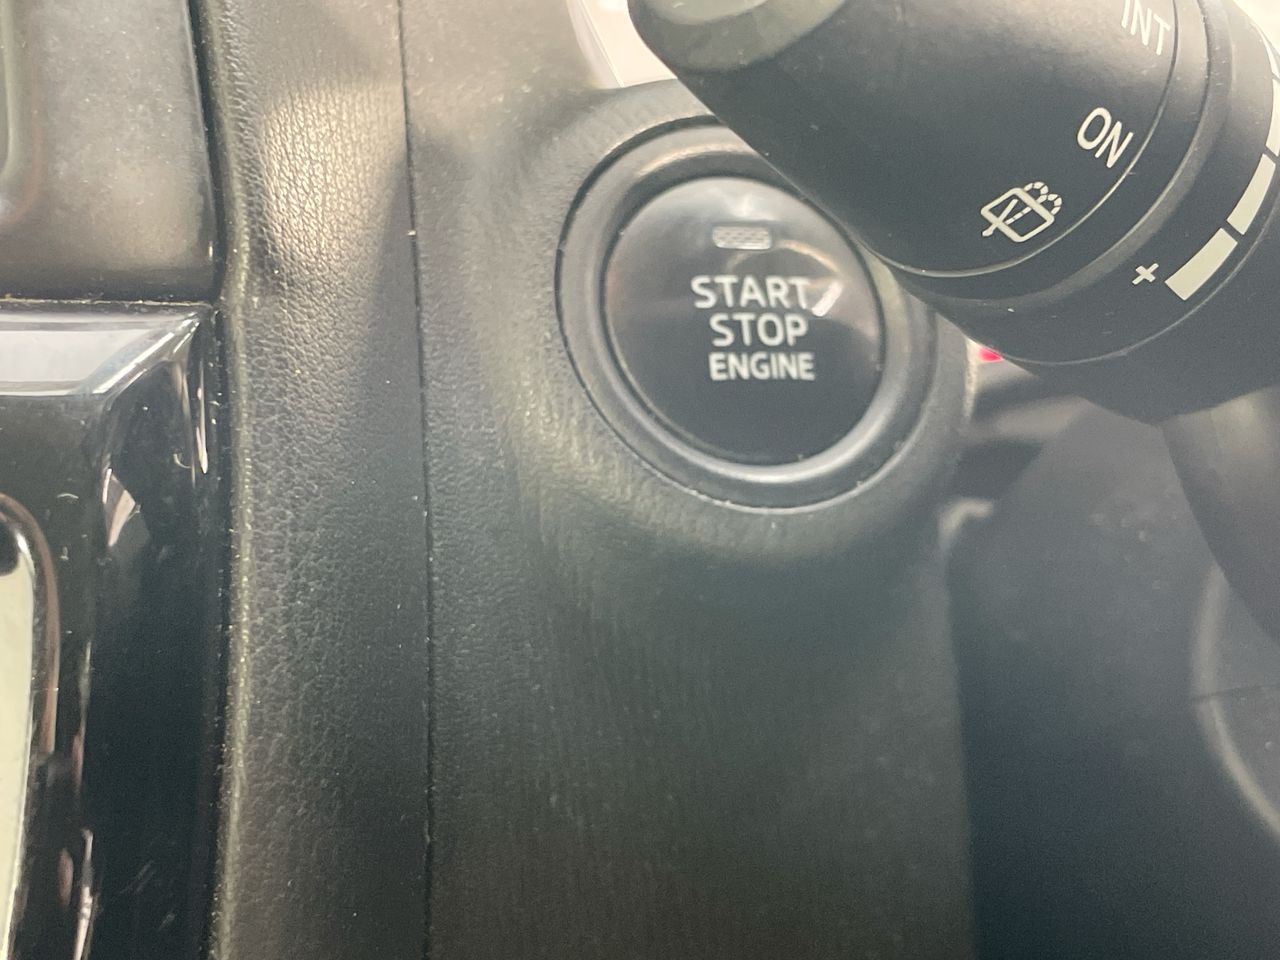 INT
ON
+
START
STOP
ENGINE